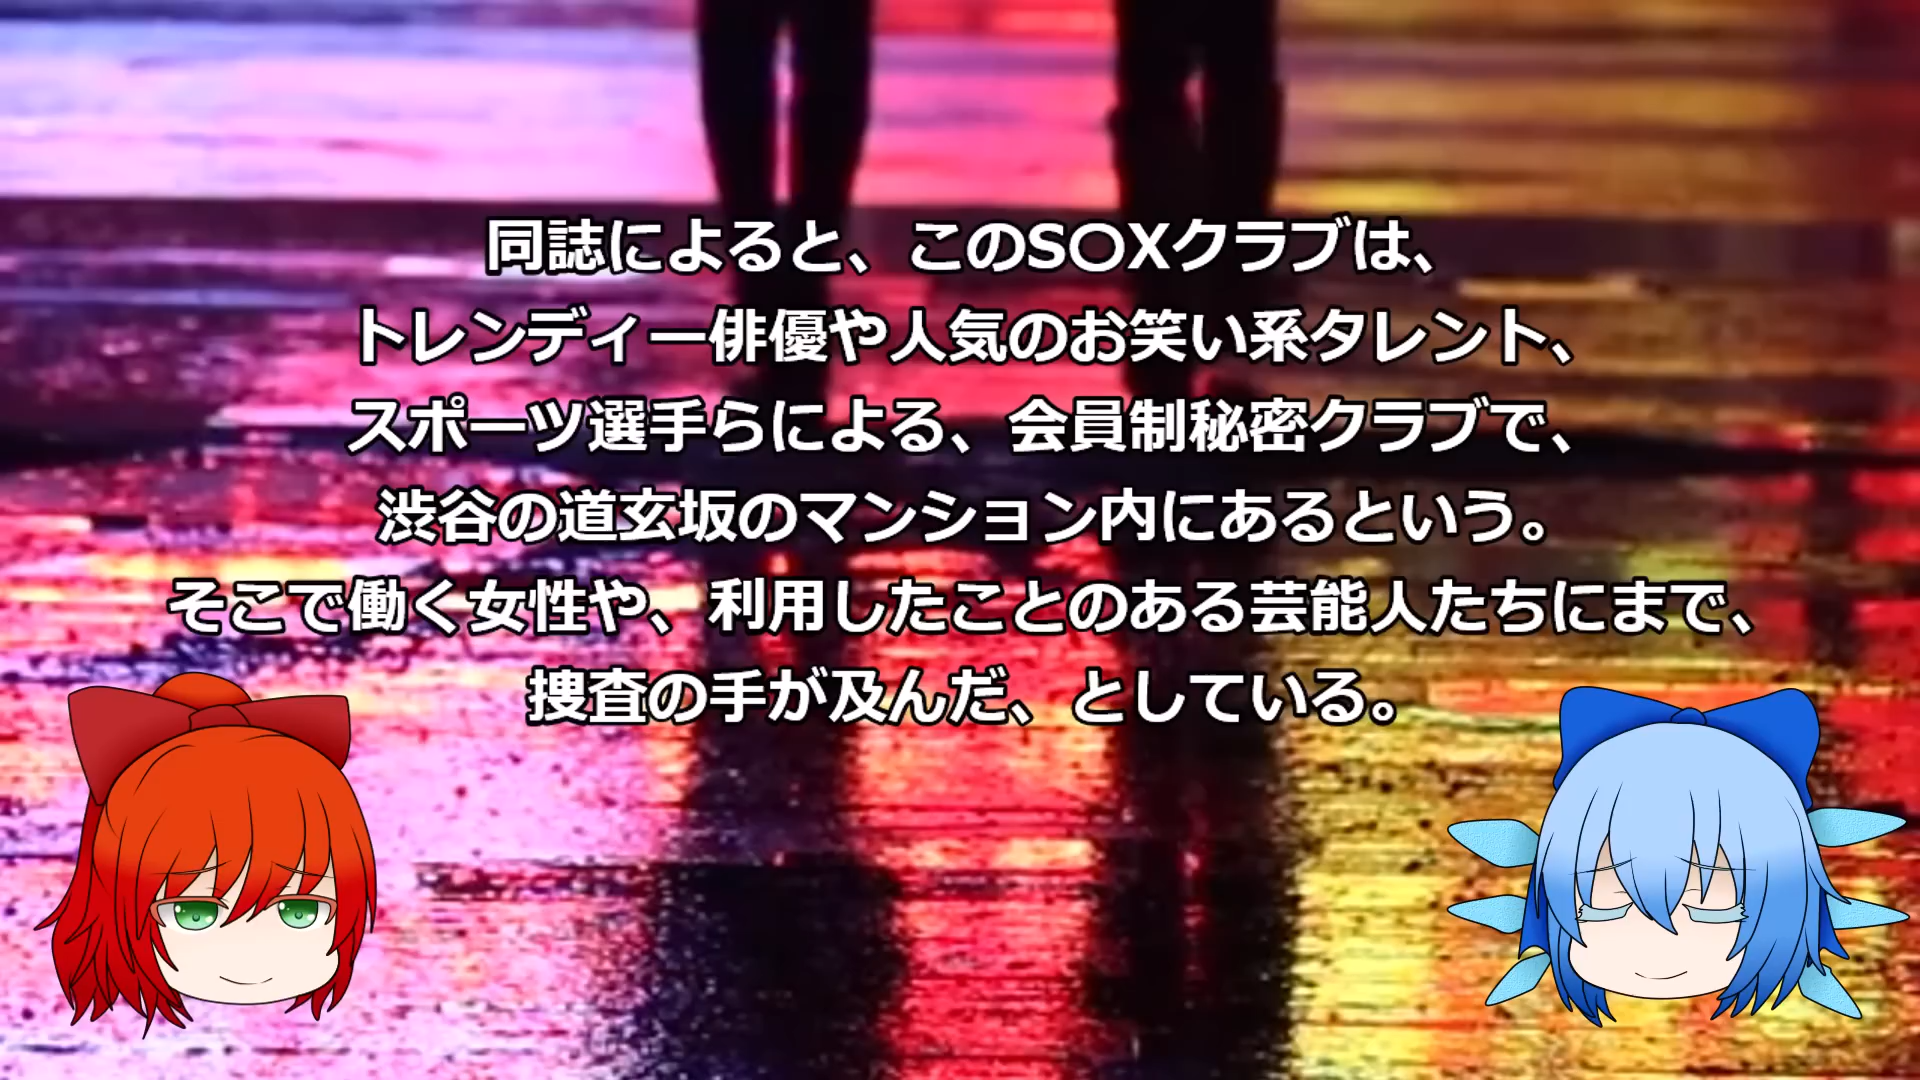 同誌によると、このS〇Xクラブは、
トレンディー俳優や人気のお笑い系タレント、
スポーツ選手らによる、会員制秘密クラブで、
渋谷の道玄坂のマンション内にあるという。
そこで働く女性や、利用したことのある芸能人たちにまで、
捜査の手が及んだ、としている。